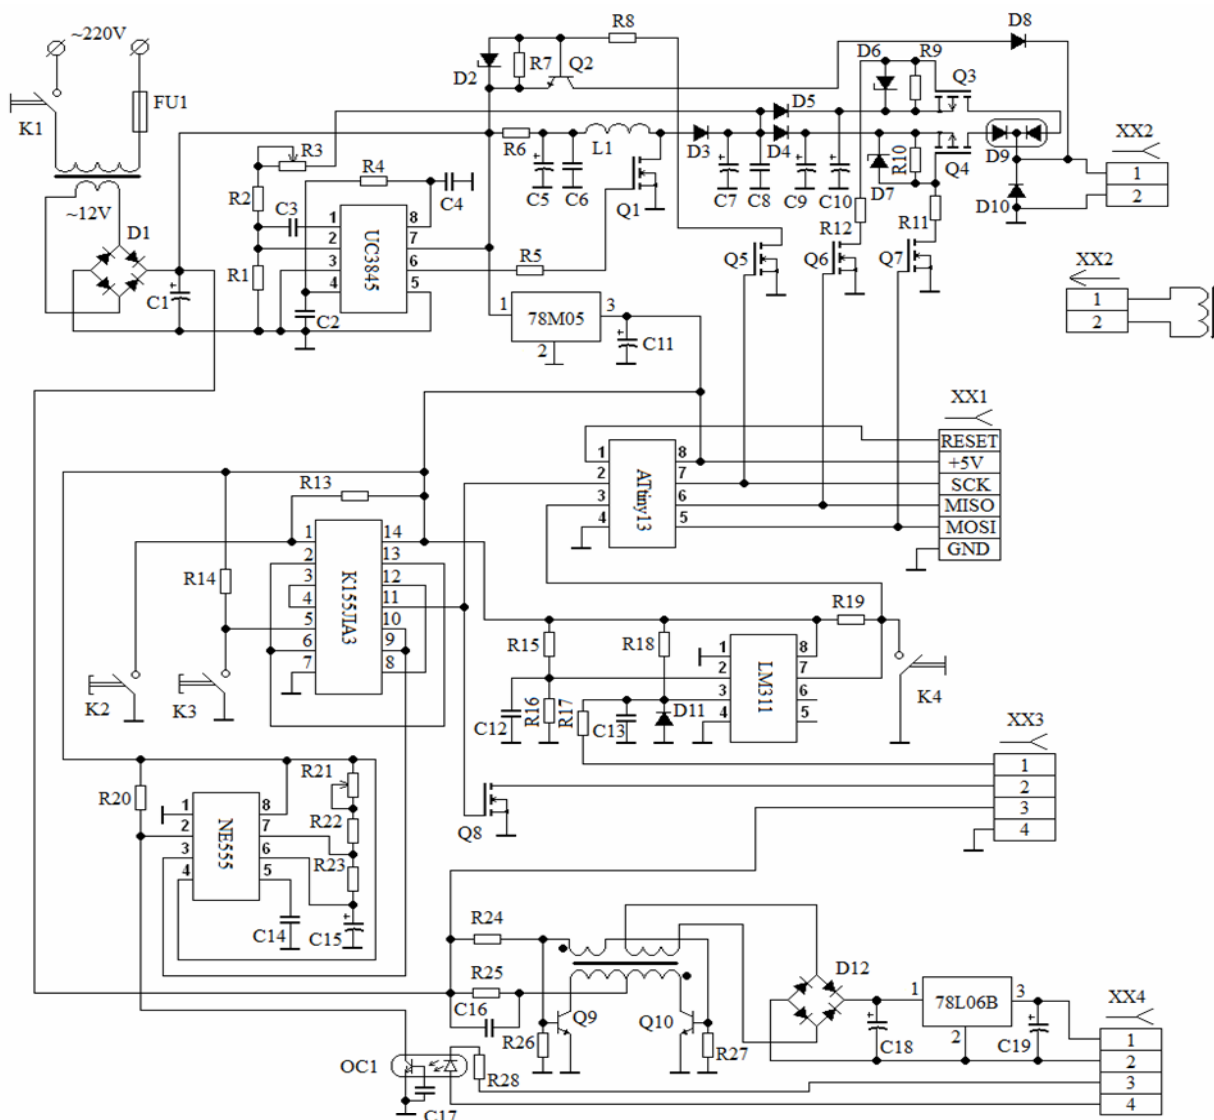 ~220V
K1
FU1
~12V
D1
C1
R3
R2
R1
C3
R4
C4
C2
1 8
2 7
3 6
4 5
UC3845
D2
R7
Q2
R8
R6
C5
C6
L1
Q1
R5
1 78M05 3
2
C11
D3
D5
D4
C7
C8
C9
C10
D6
R9
Q3
D7
R10
Q4
D8
D9
D10
R11
R12
Q5
Q6
Q7
XX2
1
2
XX2
1
2
XX1
RESET
+5V
SCK
MISO
MOSI
GND
1 8
2 7
3 6
4 5
ATtiny13
R13
R14
K2
K3
1 14
2 13
3 12
4 11
5 10
6 9
7 8
К155ЛА3
R15
R16
R17
R18
R19
C12
C13
D11
1 8
2 7
3 6
4 5
LM311
K4
XX3
1
2
3
4
Q8
R20
R21
R22
R23
1 8
2 7
3 6
4 5
NE555
C14
C15
R24
R25
C16
R26
Q9
Q10
R27
D12
1 78L06B 3
2
C18
C19
XX4
1
2
3
4
OC1
R28
C17